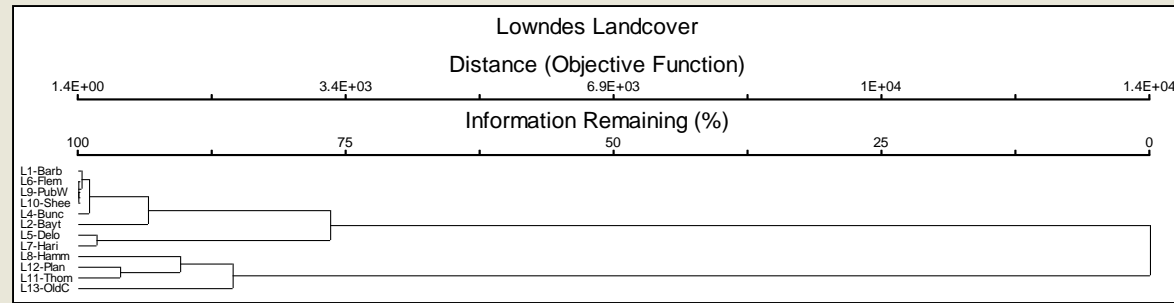 Lowndes Landcover
Distance (Objective Function)
1.4E+00 3.4E+03 6.9E+03 1E+04 1.4E+04
Information Remaining (%)
100 75 50 25 0
L1-Barb
L6-Flem
L9-PubW
L10-Shee
L4-Bunc
L2-Bayt
L5-Delo
L7-Hari
L8-Hamm
L12-Plan
L11-Thom
L13-OldC